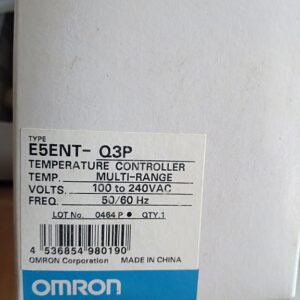 TYPE
E5ENT- Q3P
TEMPERATURE CONTROLLER
TEMP. MULTI-RANGE
VOLTS. 100 to 240VAC
FREQ. 50/60 Hz
LOT No. 0464 P ● QTY.1
4 536854 980190
OMRON Corporation MADE IN CHINA
OMRON